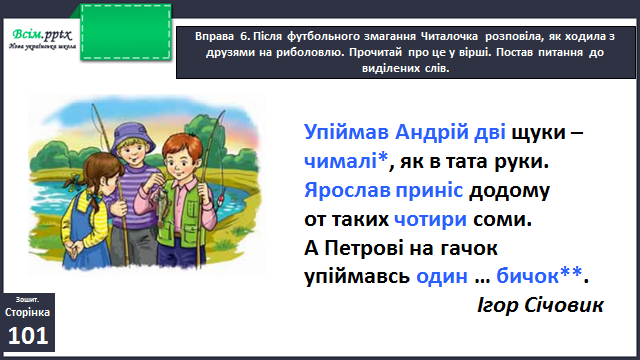 Всім.pptx
Нова українська школа
Вправа 6. Після футбольного змагання Читалочка розповіла, як ходила з
друзями на риболовлю. Прочитай про це у вірші. Постав питання до
виділених слів.
Упіймав Андрій дві щуки –
чималі*, як в тата руки.
Ярослав приніс додому
от таких чотири соми.
А Петрові на гачок
упіймавсь один … бичок**.
Ігор Січовик
Зошит.
Сторінка
101